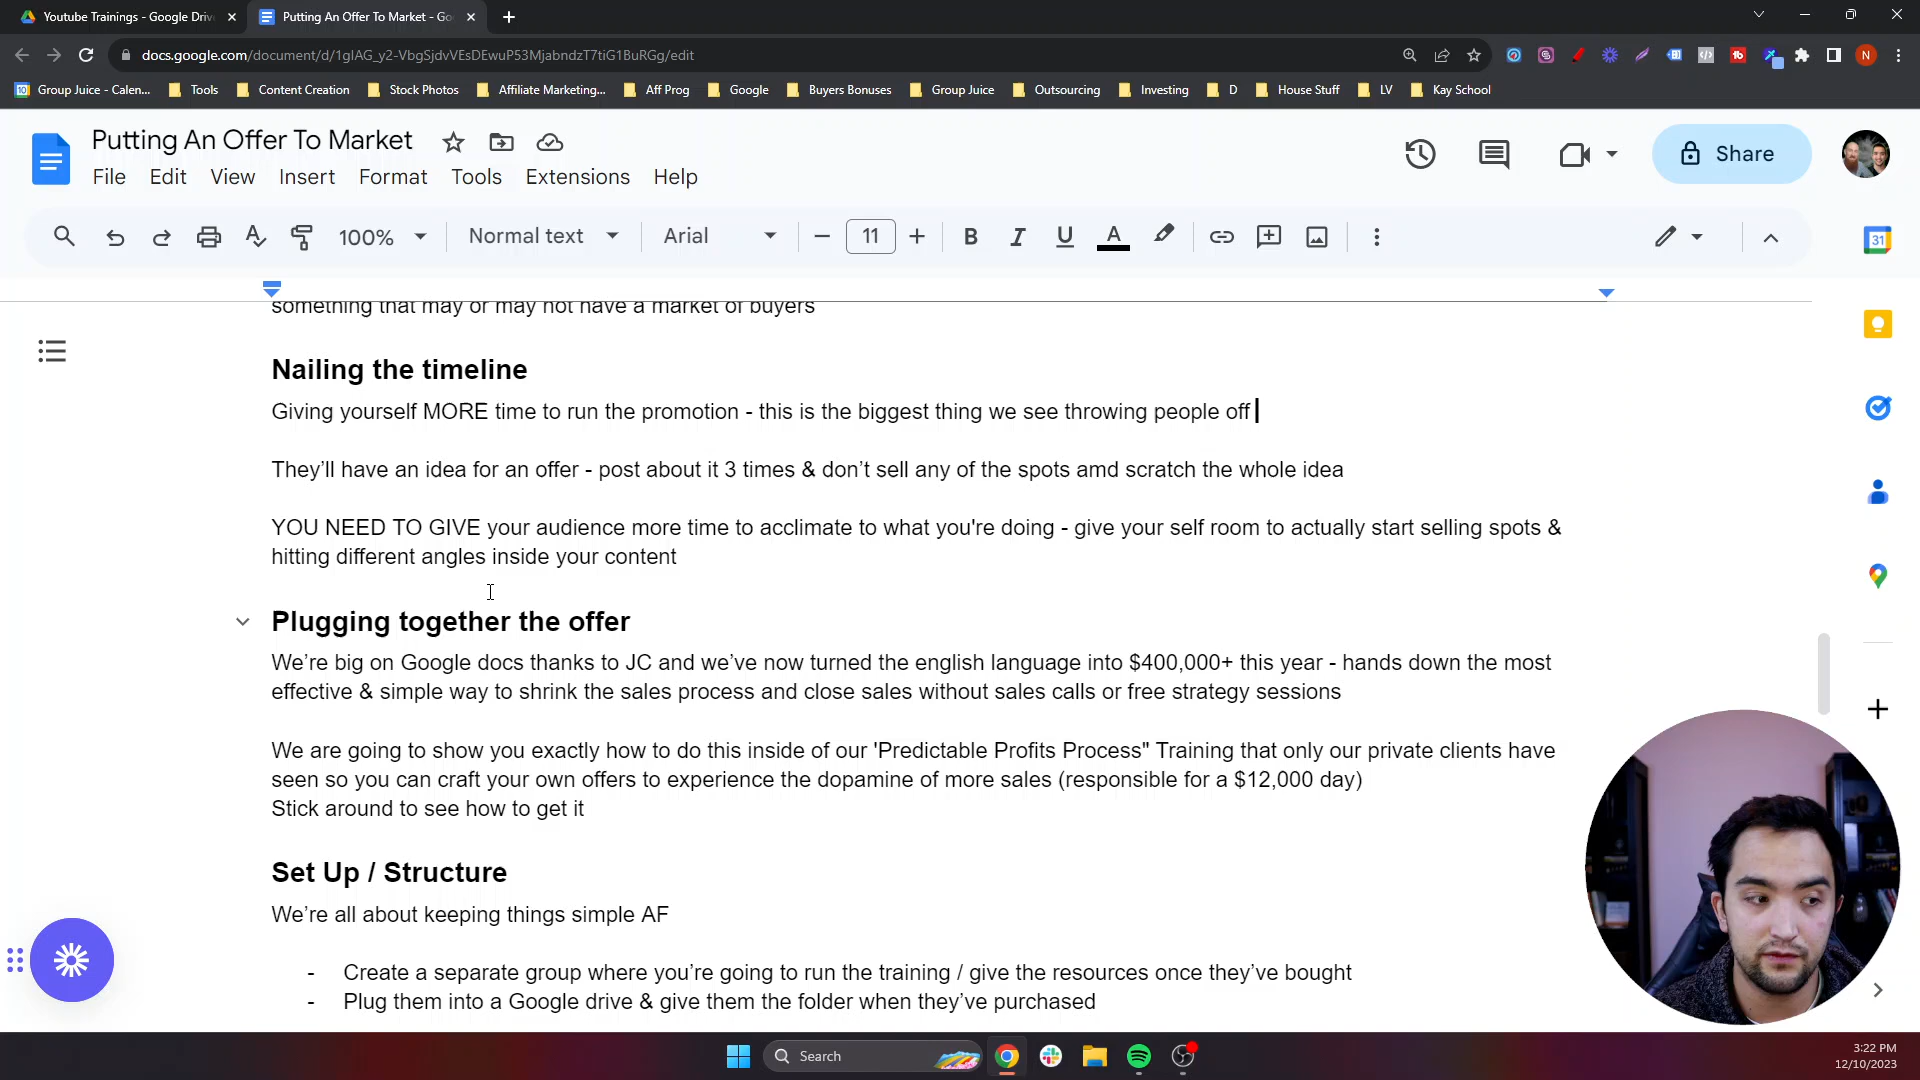 Youtube Trainings - Google Driv
Putting An Offer To Market - Go
docs.google.com/document/d/1gIAG_y2-VbgSjdvVEsDEwuP53MjabndzT7tiG1BuRGg/edit
Group Juice - Calen...
Tools
Content Creation
Stock Photos
Affiliate Marketing...
Aff Prog
Google
Buyers Bonuses
Group Juice
Outsourcing
Investing
D
House Stuff
LV
Kay School
Putting An Offer To Market
Share
File Edit View Insert Format Tools Extensions Help
100% Normal text Arial 11
31
something that may or may not have a market of buyers
Nailing the timeline
Giving yourself MORE time to run the promotion - this is the biggest thing we see throwing people off
They’ll have an idea for an offer - post about it 3 times & don’t sell any of the spots amd scratch the whole idea
YOU NEED TO GIVE your audience more time to acclimate to what you're doing - give your self room to actually start selling spots &
hitting different angles inside your content
Plugging together the offer
We’re big on Google docs thanks to JC and we’ve now turned the english language into $400,000+ this year - hands down the most
effective & simple way to shrink the sales process and close sales without sales calls or free strategy sessions
We are going to show you exactly how to do this inside of our 'Predictable Profits Process" Training that only our private clients have
seen so you can craft your own offers to experience the dopamine of more sales (responsible for a $12,000 day)
Stick around to see how to get it
Set Up / Structure
We’re all about keeping things simple AF
- Create a separate group where you’re going to run the training / give the resources once they’ve bought
- Plug them into a Google drive & give them the folder when they’ve purchased
Search
3:22 PM
12/10/2023